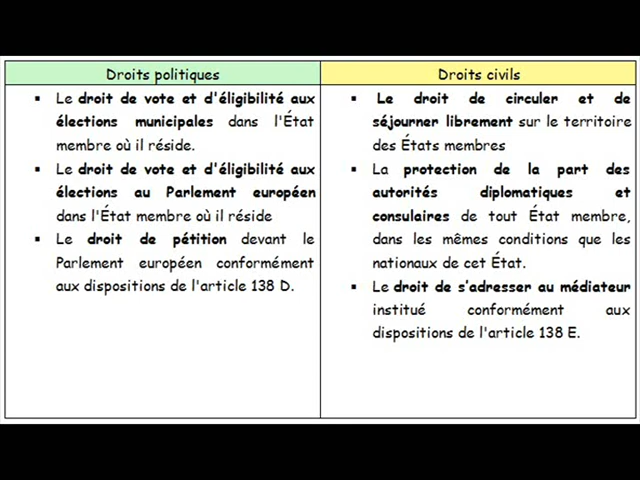 Droits politiques
▪ Le droit de vote et d'éligibilité aux
élections municipales dans l'État
membre où il réside.
▪ Le droit de vote et d'éligibilité aux
élections au Parlement européen
dans l'État membre où il réside
▪ Le droit de pétition devant le
Parlement européen conformément
aux dispositions de l'article 138 D.
Droits civils
▪ Le droit de circuler et de
séjourner librement sur le territoire
des États membres
▪ La protection de la part des
autorités diplomatiques et
consulaires de tout État membre,
dans les mêmes conditions que les
nationaux de cet État.
▪ Le droit de s'adresser au médiateur
institué conformément aux
dispositions de l'article 138 E.